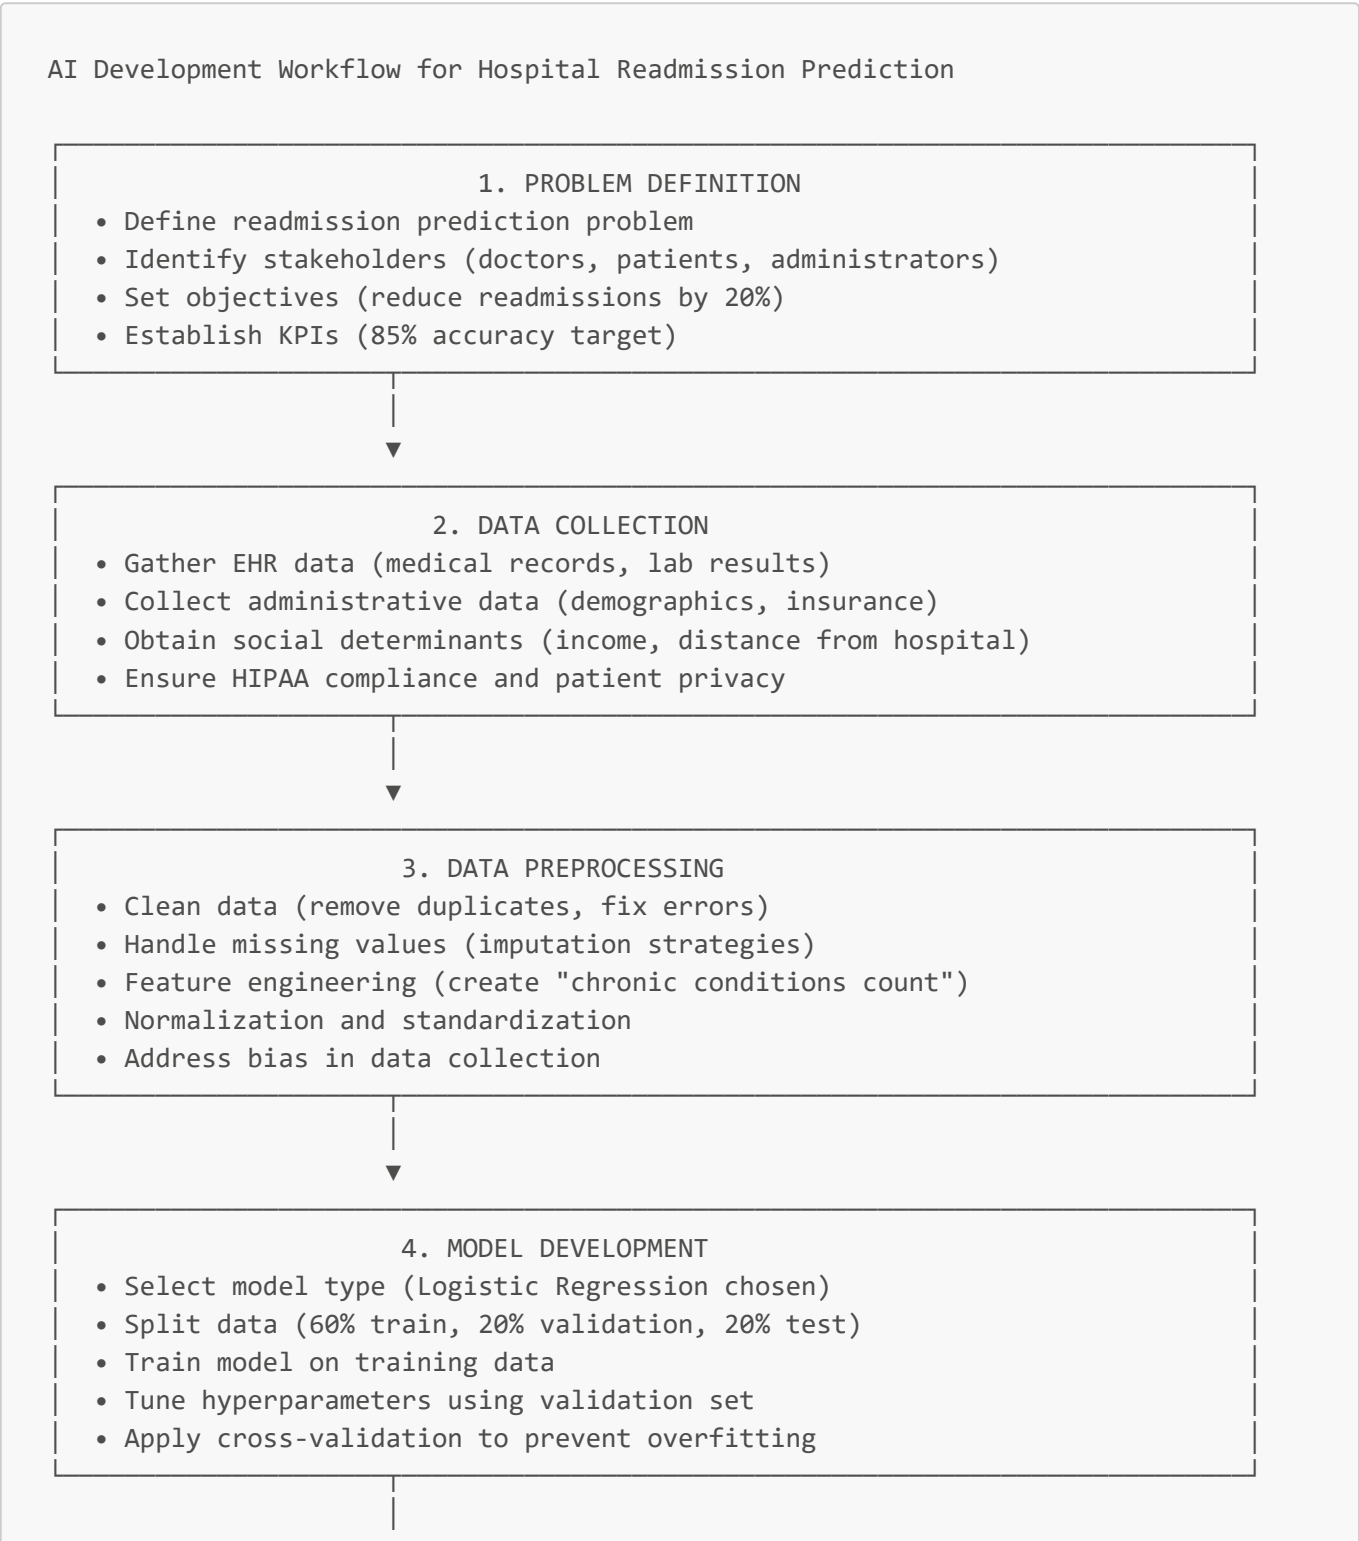 AI Development Workflow for Hospital Readmission Prediction
1. PROBLEM DEFINITION
• Define readmission prediction problem
• Identify stakeholders (doctors, patients, administrators)
• Set objectives (reduce readmissions by 20%)
• Establish KPIs (85% accuracy target)
▼
2. DATA COLLECTION
• Gather EHR data (medical records, lab results)
• Collect administrative data (demographics, insurance)
• Obtain social determinants (income, distance from hospital)
• Ensure HIPAA compliance and patient privacy
▼
3. DATA PREPROCESSING
• Clean data (remove duplicates, fix errors)
• Handle missing values (imputation strategies)
• Feature engineering (create "chronic conditions count")
• Normalization and standardization
• Address bias in data collection
▼
4. MODEL DEVELOPMENT
• Select model type (Logistic Regression chosen)
• Split data (60% train, 20% validation, 20% test)
• Train model on training data
• Tune hyperparameters using validation set
• Apply cross-validation to prevent overfitting